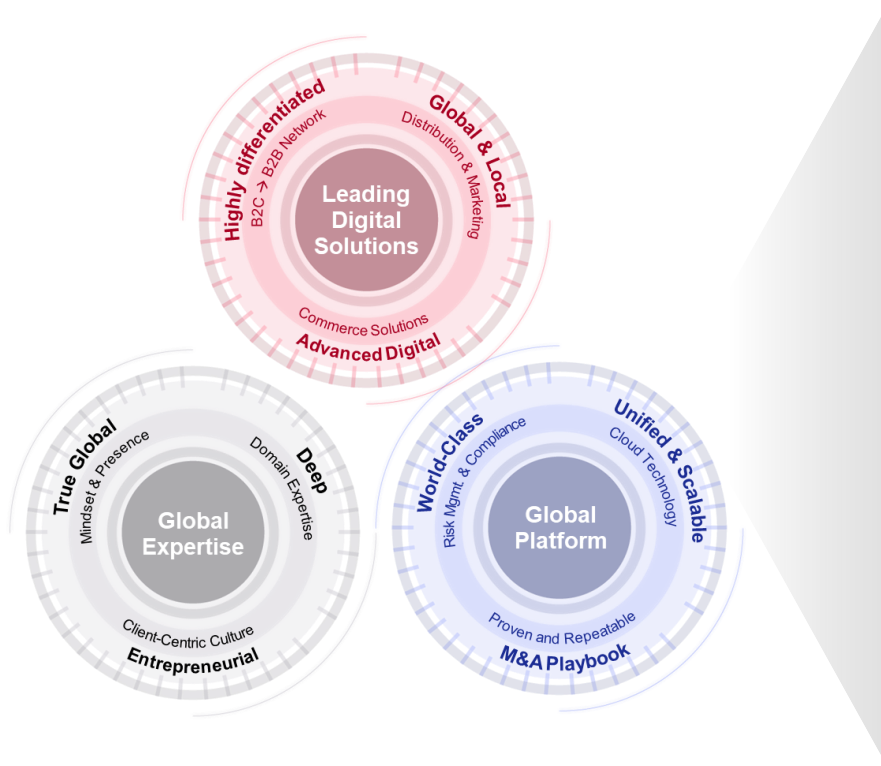 Highly differentiated
B2C → B2B Network
Global & Local
Distribution & Marketing
Leading
Digital
Solutions
Commerce Solutions
Advanced Digital
True Global
Mindset & Presence
Deep
Domain Expertise
Global
Expertise
Client-Centric Culture
Entrepreneurial
World-Class
Risk Mgmt. & Compliance
Unified & Scalable
Cloud Technology
Global
Platform
Proven and Repeatable
M&A Playbook